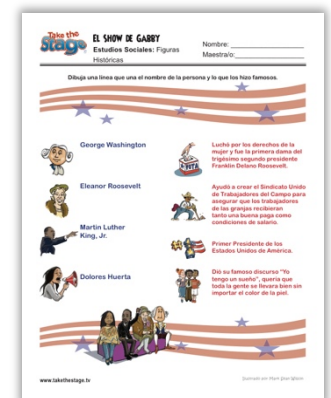 Take the
Stage
EL SHOW DE GABBY
Estudios Sociales: Figuras
Históricas
Nombre:
Maestra/o:
Dibuja una línea que una el nombre de la persona y lo que los hizo famosos.
George Washington
Luchó por los derechos de la
mujer y fue la primera dama del
trigésimo segundo presidente
Franklin Delano Roosevelt.
Eleanor Roosevelt
Ayudó a crear el Sindicato Unido
de Trabajadores del Campo para
asegurar que los trabajadores
de las granjas recibieran
tanto una buena paga como
condiciones de salario.
Martin Luther
King, Jr.
Primer Presidente de los
Estados Unidos de América.
Dolores Huerta
Dió su famoso discurso "Yo
tengo un sueño", quería que
toda la gente se llevara bien sin
importar el color de la piel.
www.takethestage.tv